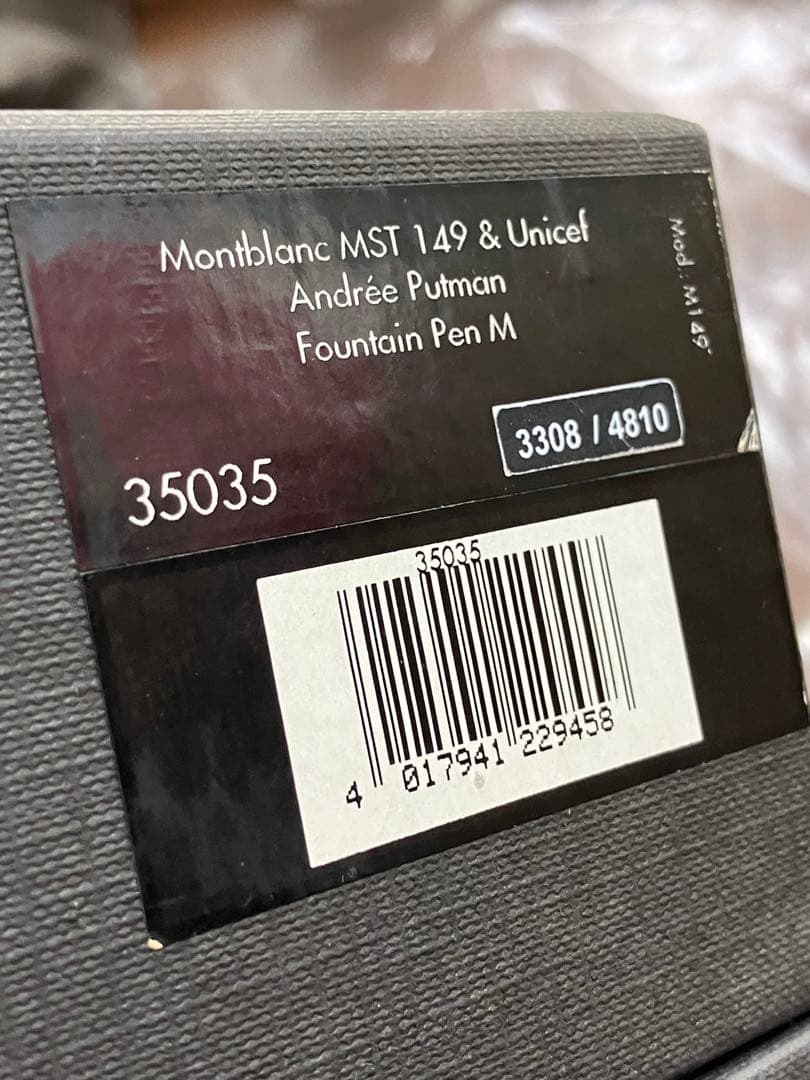 Montblanc MST 149 & Unicef
Andrée Putman
Fountain Pen M
Mod: M149
3308 / 4810
35035
35035
4 017941 229458